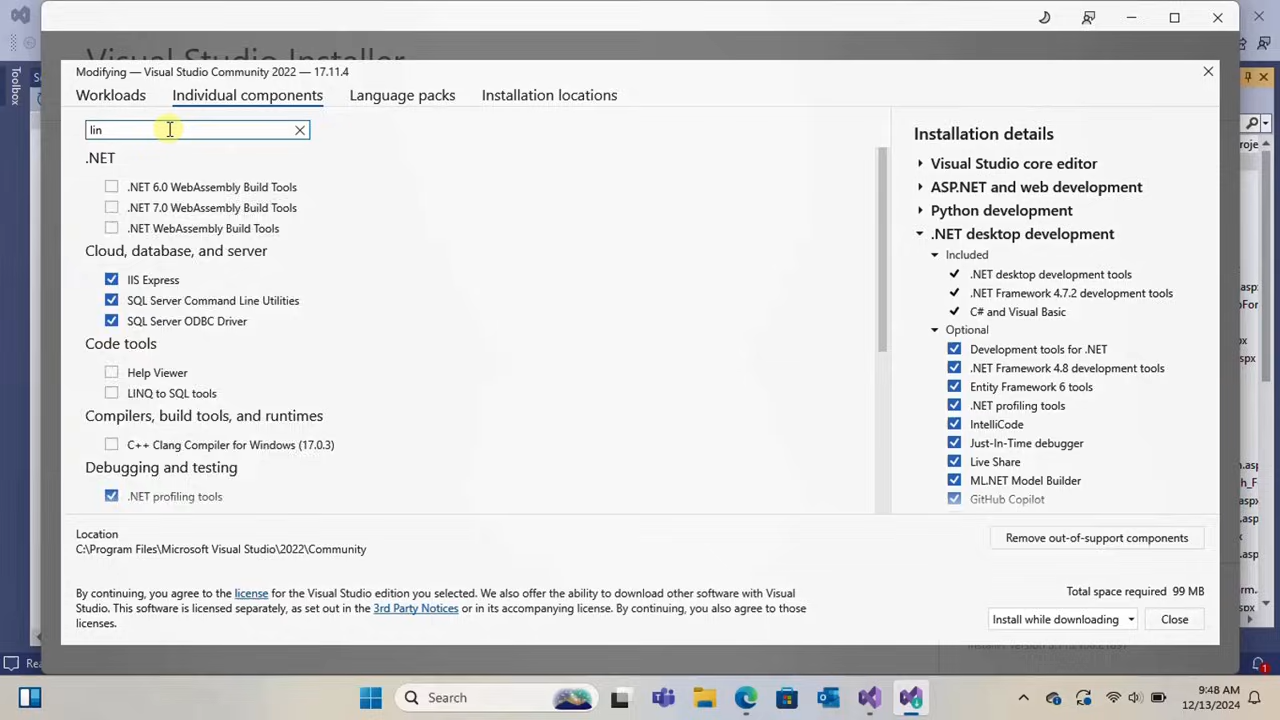 Visual Studio Installer
Modifying — Visual Studio Community 2022 — 17.11.4
Workloads
Individual components
Language packs
Installation locations
lin
.NET
.NET 6.0 WebAssembly Build Tools
.NET 7.0 WebAssembly Build Tools
.NET WebAssembly Build Tools
Cloud, database, and server
IIS Express
SQL Server Command Line Utilities
SQL Server ODBC Driver
Code tools
Help Viewer
LINQ to SQL tools
Compilers, build tools, and runtimes
C++ Clang Compiler for Windows (17.0.3)
Debugging and testing
.NET profiling tools
Installation details
Visual Studio core editor
ASP.NET and web development
Python development
.NET desktop development
Included
.NET desktop development tools
.NET Framework 4.7.2 development tools
C# and Visual Basic
Optional
Development tools for .NET
.NET Framework 4.8 development tools
Entity Framework 6 tools
.NET profiling tools
IntelliCode
Just-In-Time debugger
Live Share
ML.NET Model Builder
GitHub Copilot
Location
C:\Program Files\Microsoft Visual Studio\2022\Community
Remove out-of-support components
By continuing, you agree to the license for the Visual Studio edition you selected. We also offer the ability to download other software with Visual
Studio. This software is licensed separately, as set out in the 3rd Party Notices or in its accompanying license. By continuing, you also agree to those
licenses.
Total space required 99 MB
Install while downloading
Close
Toolbox
Search
9:48 AM
12/13/2024